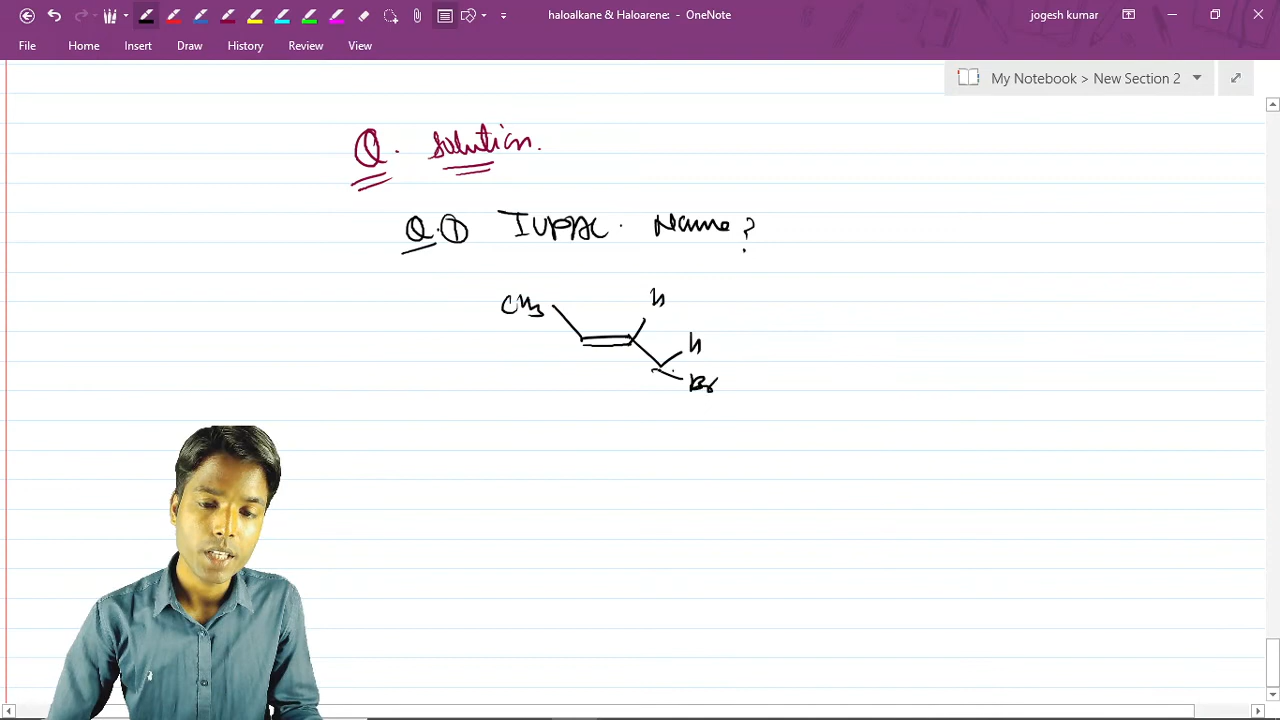 haloalkane & Haloarene: - OneNote
jogesh kumar
File Home Insert Draw History Review View
My Notebook > New Section 2
Q. Solution.
Q.① IUPAC. Name?
CH3 H
H
Br